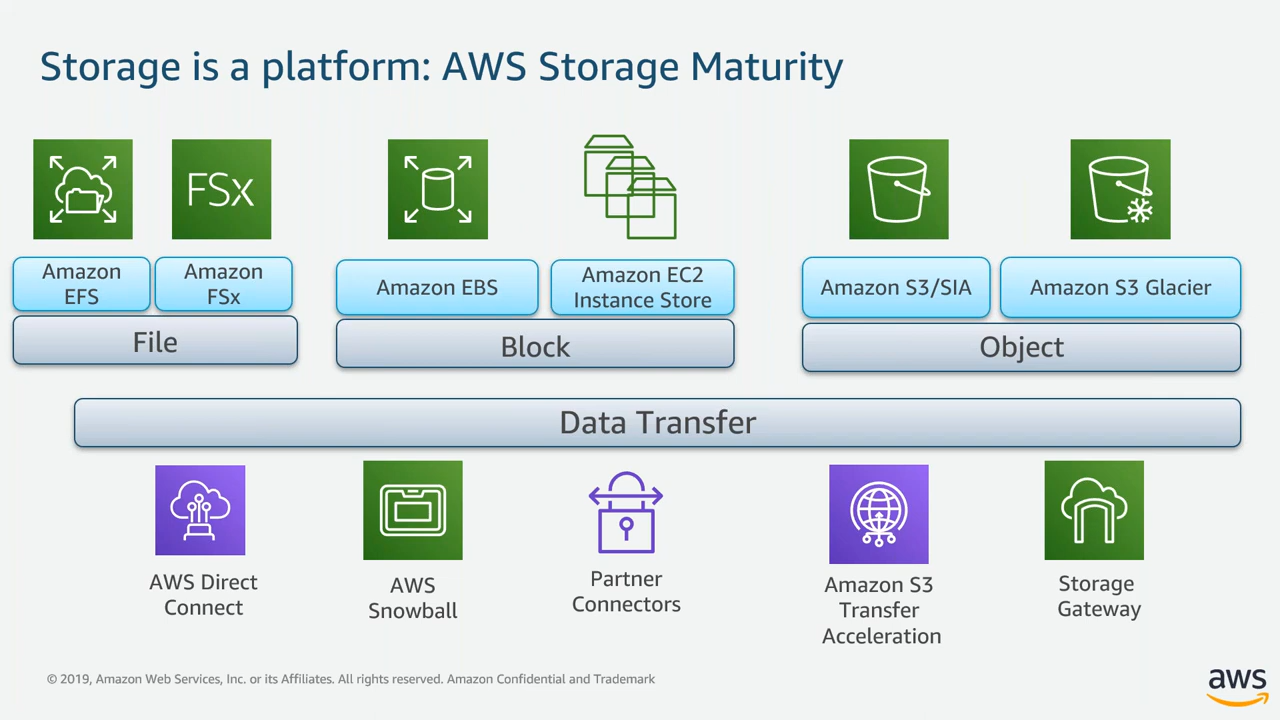 Storage is a platform: AWS Storage Maturity
FSx
Amazon
EFS
Amazon
FSx
Amazon EBS
Amazon EC2
Instance Store
Amazon S3/SIA
Amazon S3 Glacier
File
Block
Object
Data Transfer
AWS Direct
Connect
AWS
Snowball
Partner
Connectors
Amazon S3
Transfer
Acceleration
Storage
Gateway
© 2019, Amazon Web Services, Inc. or its Affiliates. All rights reserved. Amazon Confidential and Trademark
aws